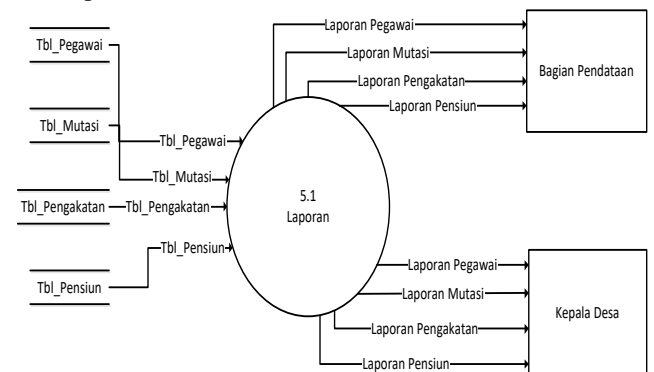 Laporan Pegawai
Laporan Mutasi
Laporan Pengakatan
Laporan Pensiun
Bagian Pendataan
Tbl_Pegawai
Tbl_Mutasi
Tbl_Pengakatan
Tbl_Pensiun
Tbl_Pegawai
Tbl_Mutasi
Tbl_Pengakatan
Tbl_Pensiun
5.1
Laporan
Laporan Pegawai
Laporan Mutasi
Laporan Pengakatan
Laporan Pensiun
Kepala Desa